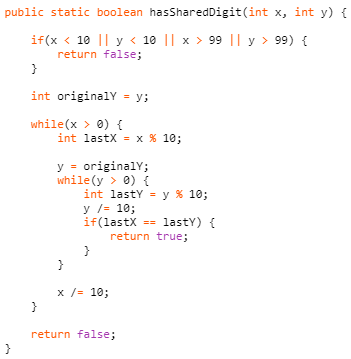 public static boolean hasSharedDigit(int x, int y) {
    if(x < 10 || y < 10 || x > 99 || y > 99) {
        return false;
    }
    int originalY = y;
    while(x > 0) {
        int lastX = x % 10;
        y = originalY;
        while(y > 0) {
            int lastY = y % 10;
            y /= 10;
            if(lastX == lastY) {
                return true;
            }
        }
        x /= 10;
    }
    return false;
}